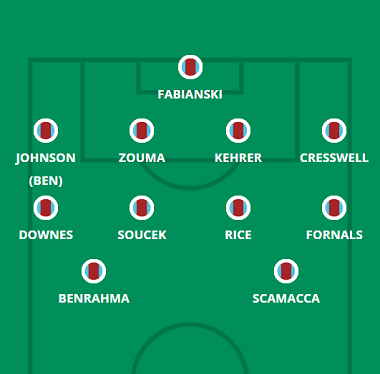 FABIANSKI
JOHNSON ZOUMA KEHRER CRESSWELL
(BEN)
DOWNES SOUCEK RICE FORNALS
BENRAHMA SCAMACCA